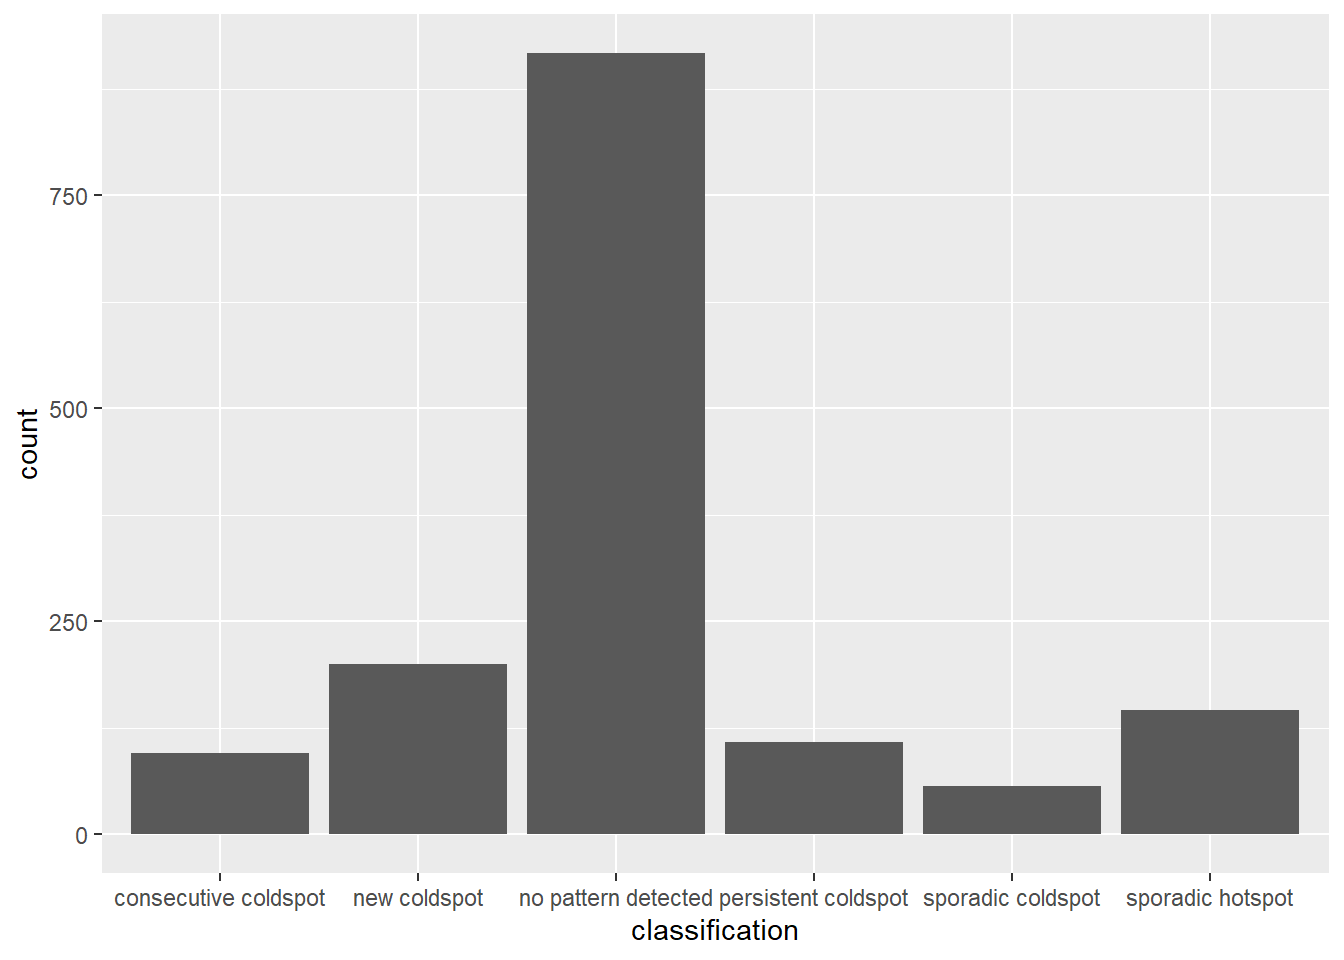 count
750
500
250
0
consecutive coldspot
new coldspot
no pattern detected
persistent coldspot
sporadic coldspot
sporadic hotspot
classification